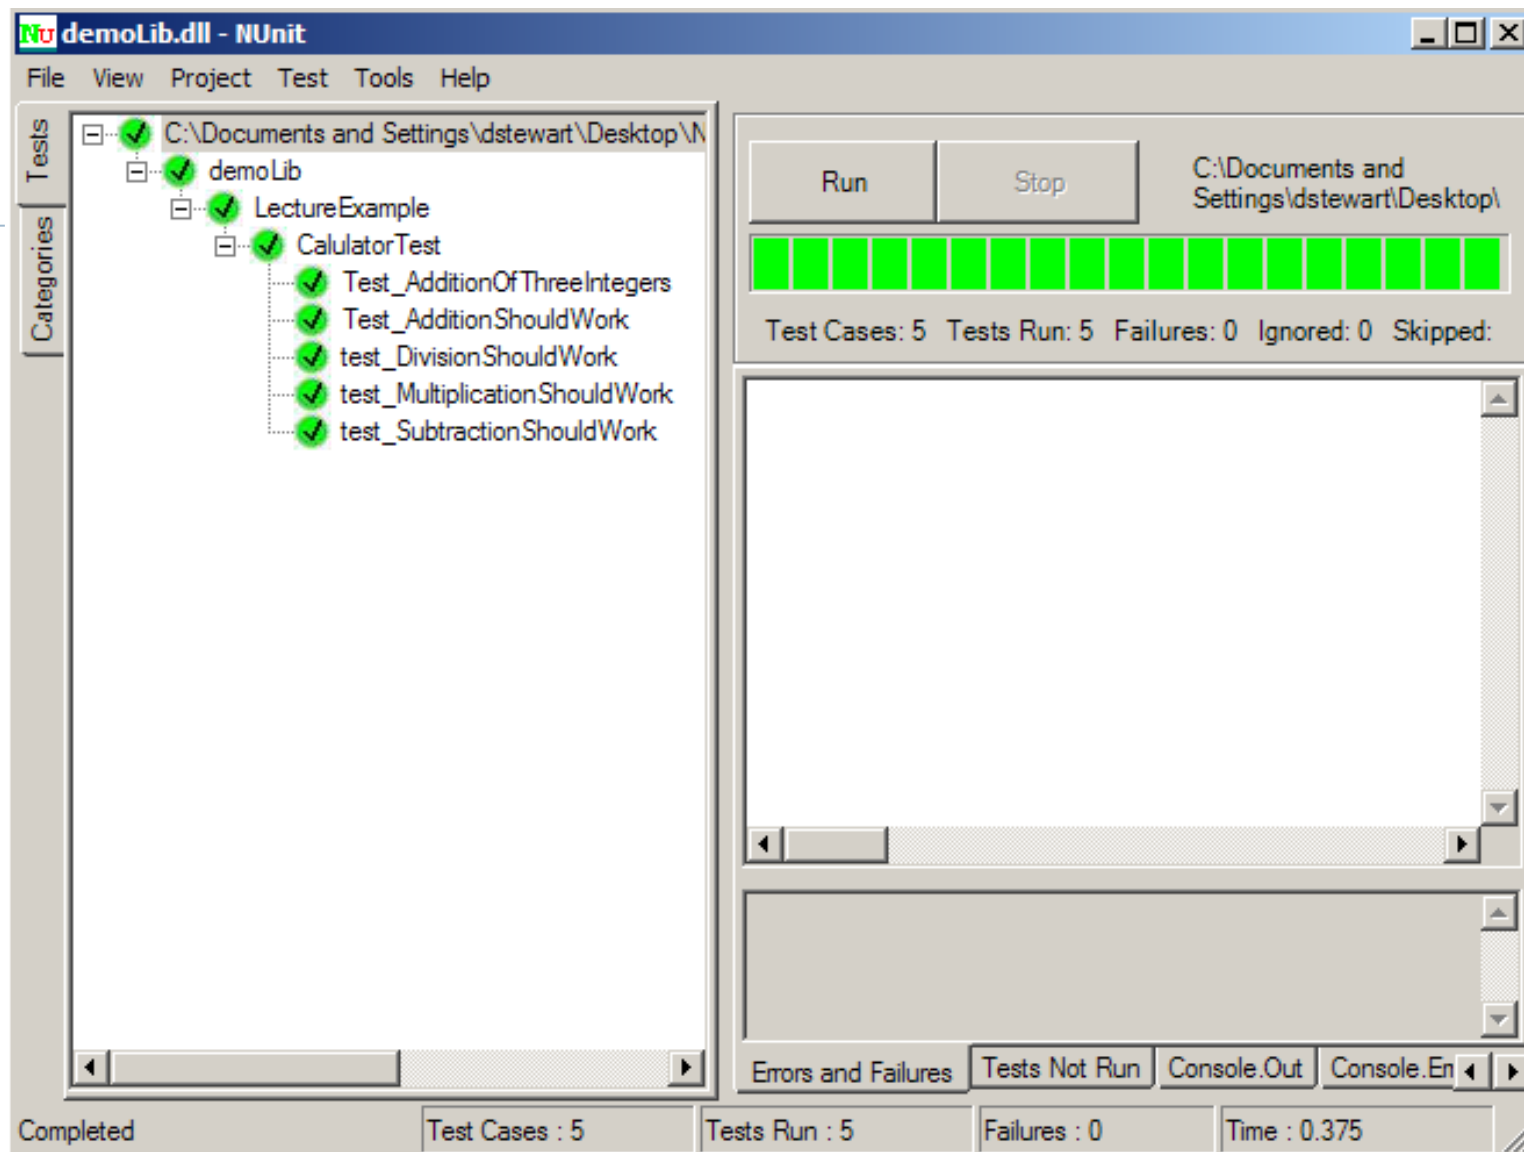 NU demoLib.dll - NUnit
File View Project Test Tools Help
Tests
Categories
C:\Documents and Settings\dstewart\Desktop\N
demoLib
LectureExample
CalulatorTest
Test_AdditionOfThreeIntegers
Test_AdditionShouldWork
test_DivisionShouldWork
test_MultiplicationShouldWork
test_SubtractionShouldWork
Run Stop
C:\Documents and
Settings\dstewart\Desktop\
Test Cases: 5 Tests Run: 5 Failures: 0 Ignored: 0 Skipped:
Errors and Failures Tests Not Run Console.Out Console.Err
Completed Test Cases : 5 Tests Run : 5 Failures : 0 Time : 0.375